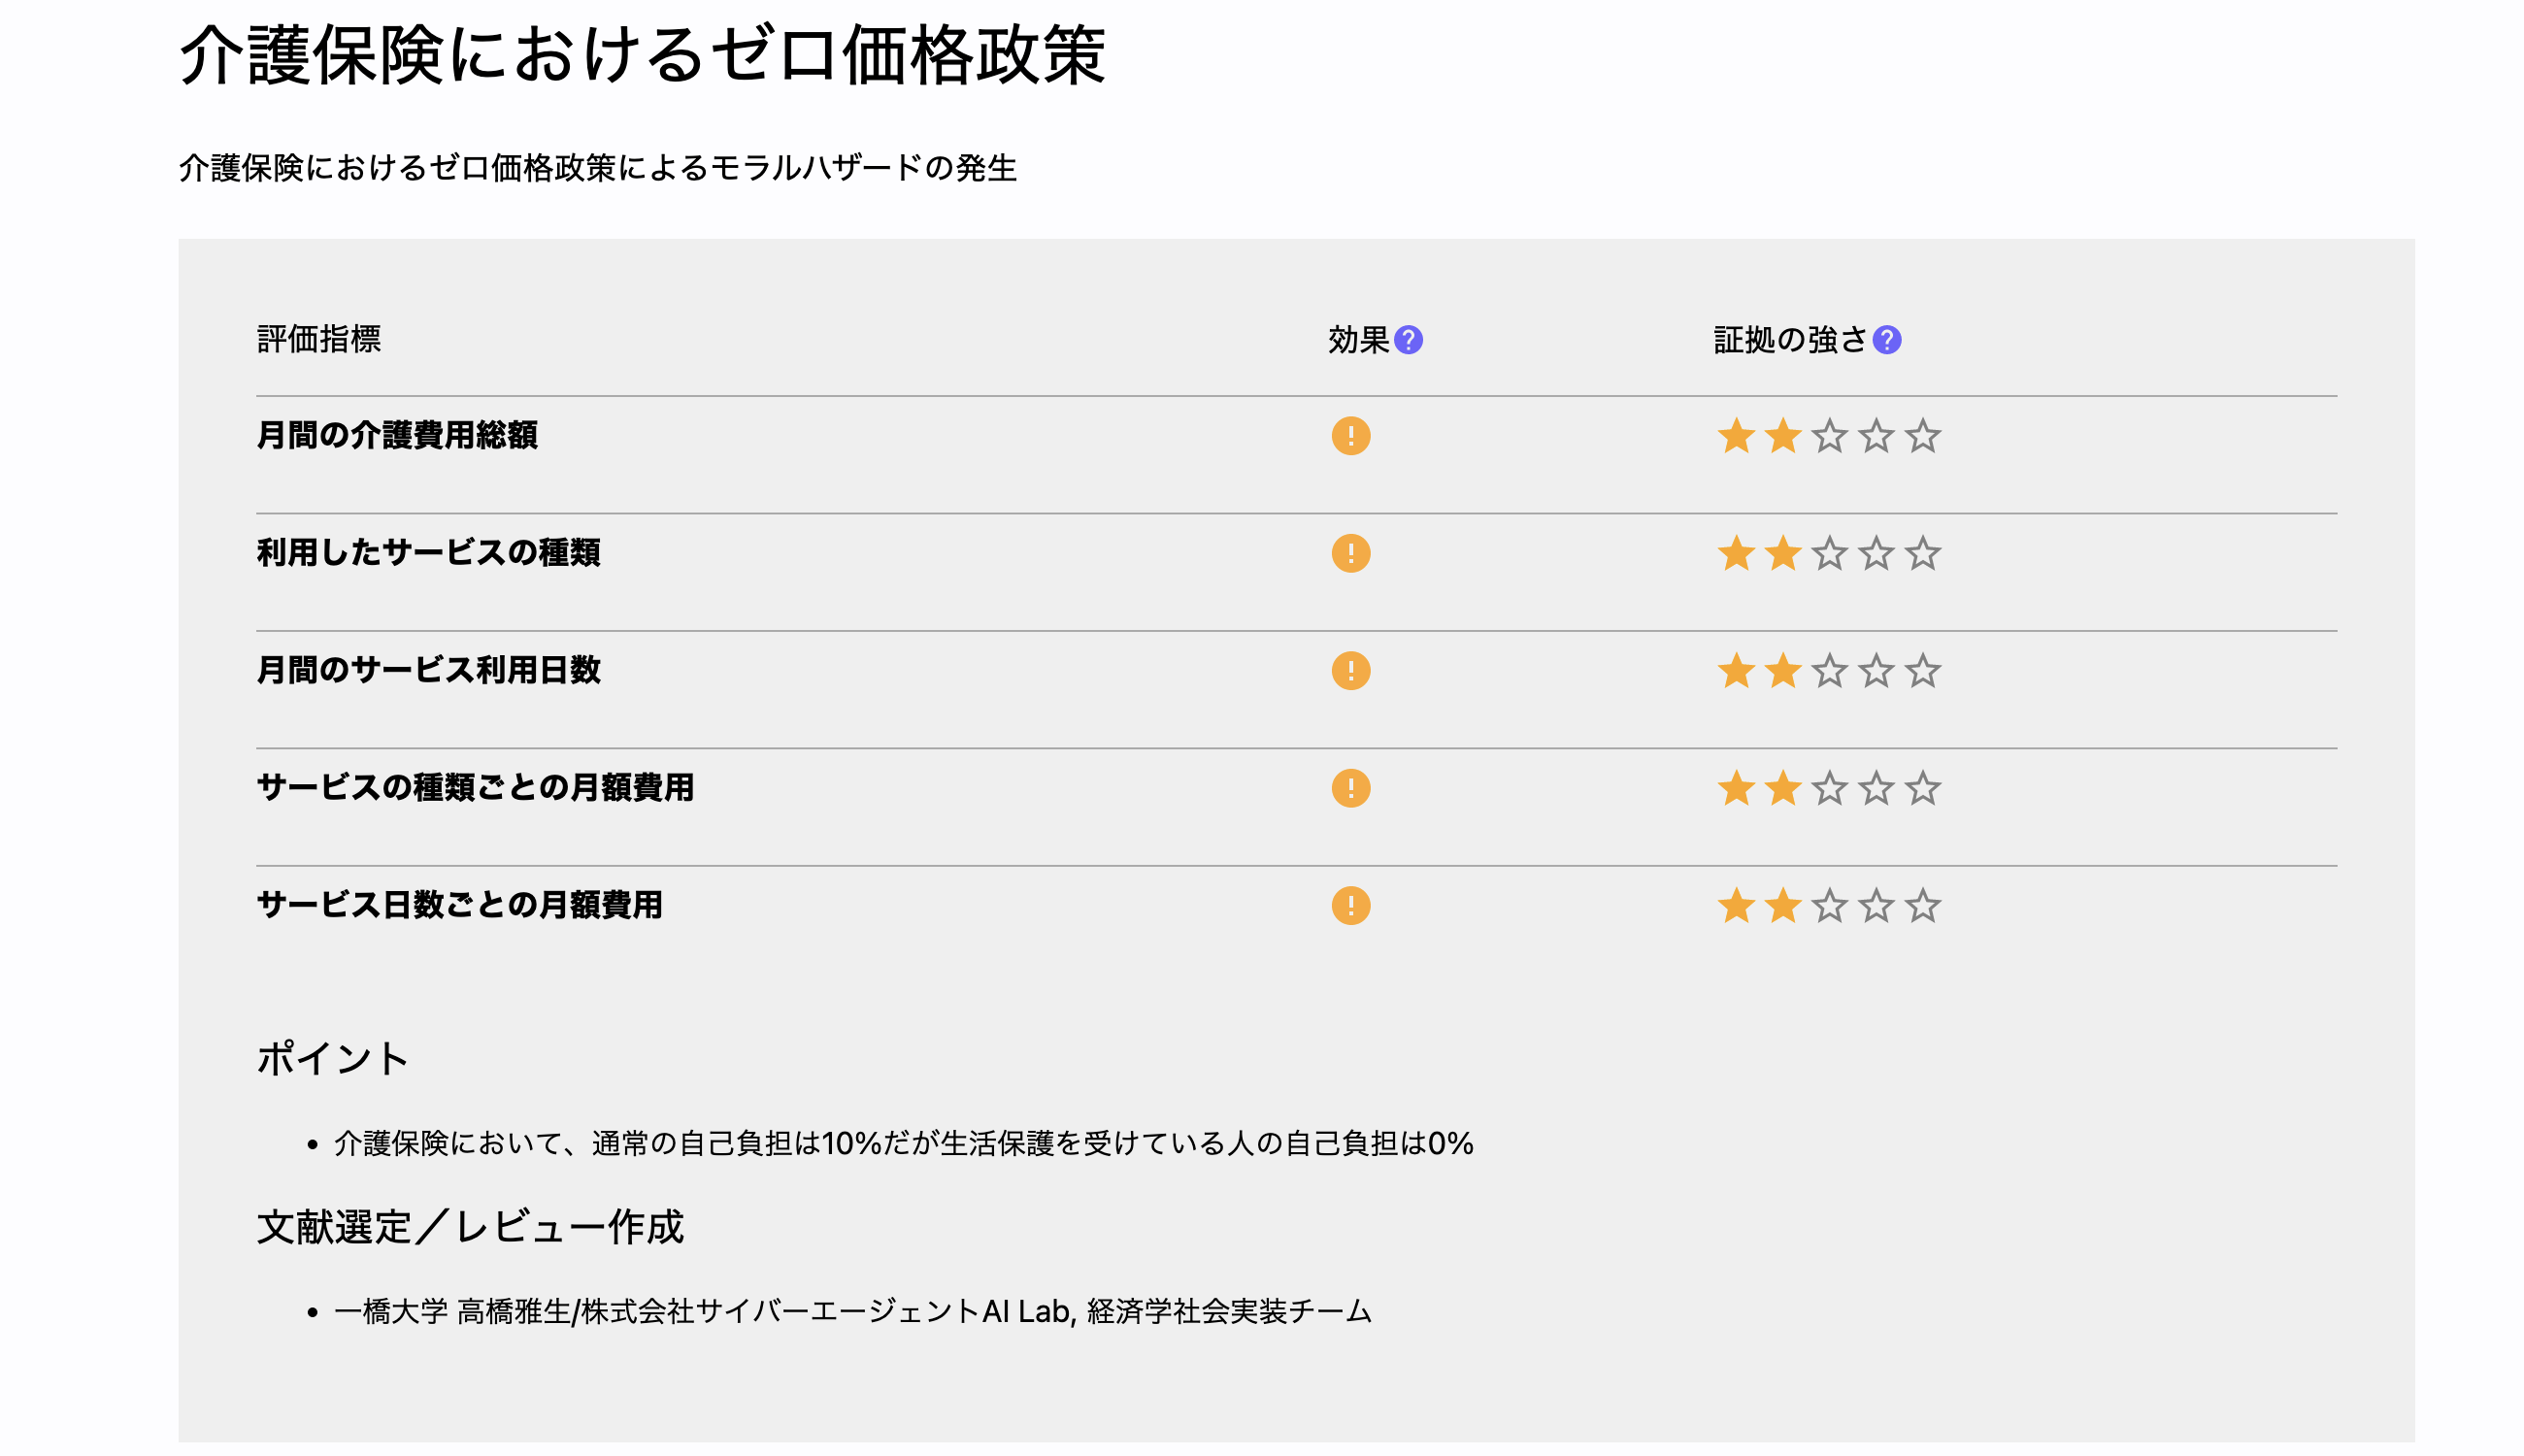 介護保険におけるゼロ価格政策
介護保険におけるゼロ価格政策によるモラルハザードの発生
評価指標 効果? 証拠の強さ?
月間の介護費用総額
利用したサービスの種類
月間のサービス利用日数
サービスの種類ごとの月額費用
サービス日数ごとの月額費用
ポイント
• 介護保険において、通常の自己負担は10%だが生活保護を受けている人の自己負担は0%
文献選定／レビュー作成
• 一橋大学 高橋雅生/株式会社サイバーエージェントAI Lab, 経済学社会実装チーム